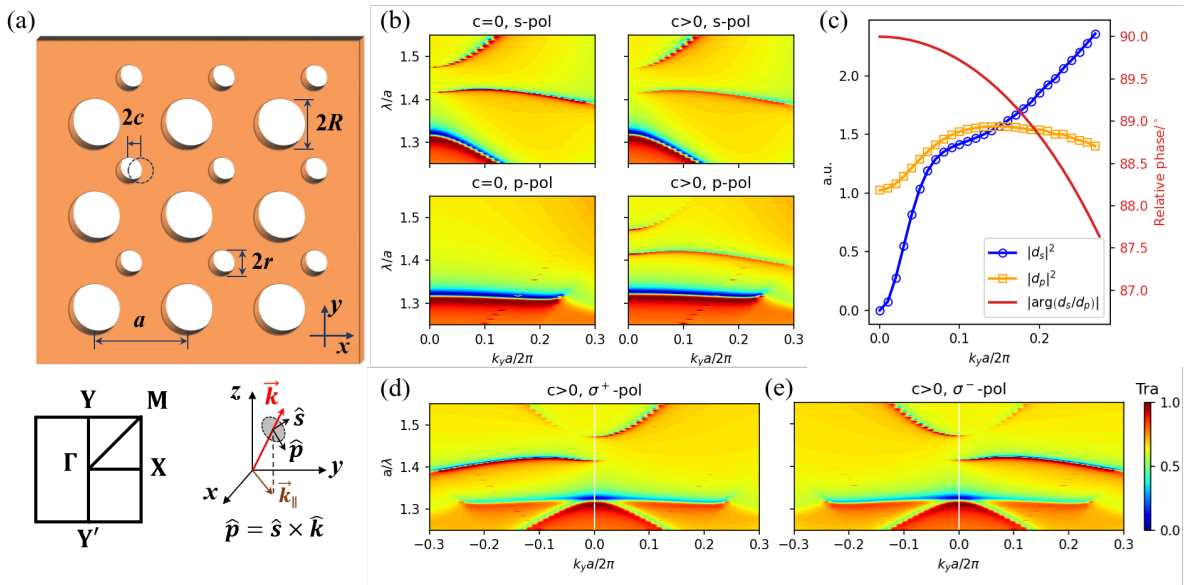 (a)
2c
2R
2r
a
y
x
Y
M
Γ
X
Y′
z
k⃗
ŝ
p̂
y
x
k⃗∥
p̂ = ŝ × k̂
(b)
c=0, s-pol
c>0, s-pol
λ/a
1.5
1.4
1.3
c=0, p-pol
c>0, p-pol
λ/a
1.5
1.4
1.3
0.0 0.1 0.2 0.3 0.0 0.1 0.2 0.3
kya/2π kya/2π
(c)
a.u.
2.0
1.5
1.0
0.5
0.0
90.0
89.5
89.0
88.5
88.0
87.5
87.0
Relative phase/°
|ds|²
|dp|²
|arg(ds/dp)|
0.0 0.1 0.2
kya/2π
(d)
c>0, σ⁺-pol
a/λ
1.5
1.4
1.3
−0.3 −0.2 −0.1 0.0 0.1 0.2 0.3
kya/2π
(e)
c>0, σ⁻-pol
−0.3 −0.2 −0.1 0.0 0.1 0.2 0.3
kya/2π
Tra
1.0
0.5
0.0